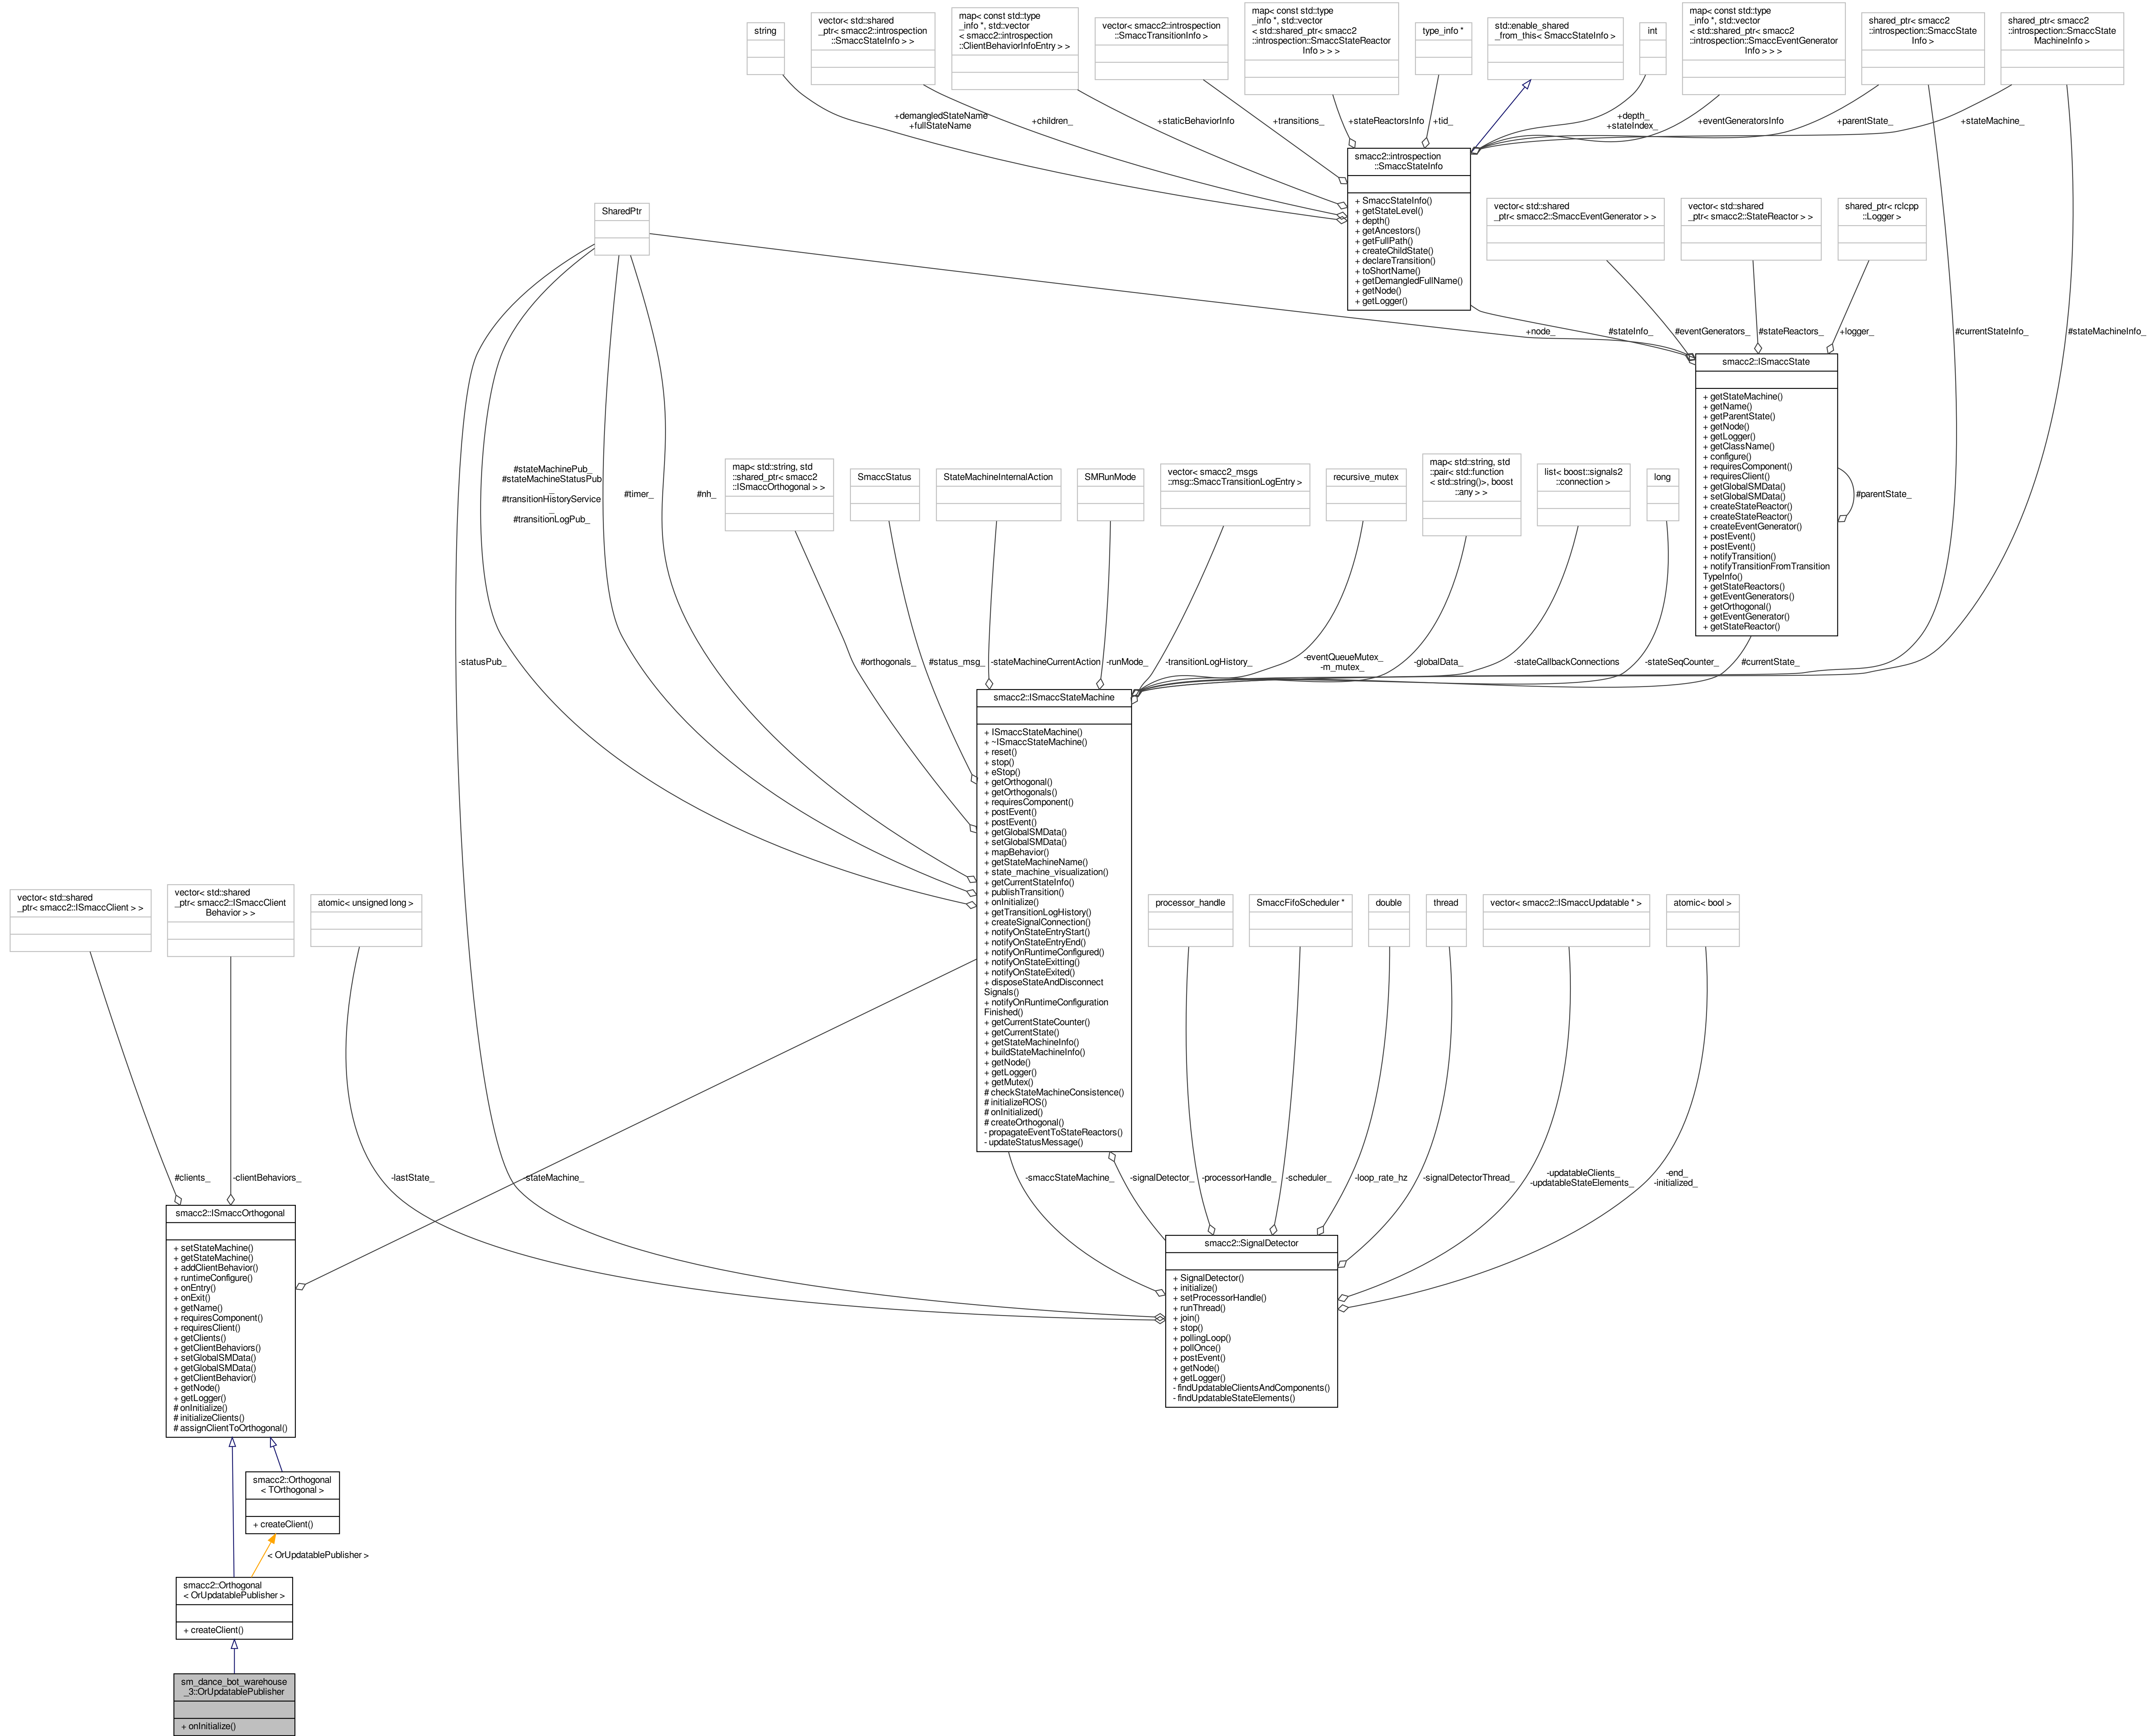 string
vector< std::shared
_ptr< smacc2::introspection
::SmaccStateInfo > >
map< const std::type
_info *, std::vector
< smacc2::introspection
::ClientBehaviorInfoEntry > >
vector< smacc2::introspection
::SmaccTransitionInfo >
map< const std::type
_info *, std::vector
< std::shared_ptr< smacc2
::introspection::SmaccStateReactor
Info > > >
type_info *
std::enable_shared
_from_this< SmaccStateInfo >
int
map< const std::type
_info *, std::vector
< std::shared_ptr< smacc2
::introspection::SmaccEventGenerator
Info > > >
shared_ptr< smacc2
::introspection::SmaccState
Info >
shared_ptr< smacc2
::introspection::SmaccState
MachineInfo >
+demangledStateName
+fullStateName
+children_
+staticBehaviorInfo
+transitions_
+stateReactorsInfo
+tid_
+depth_
+stateIndex_
+eventGeneratorsInfo
+parentState_
+stateMachine_
smacc2::introspection
::SmaccStateInfo
+ SmaccStateInfo()
+ getStateLevel()
+ depth()
+ getAncestors()
+ getFullPath()
+ createChildState()
+ declareTransition()
+ toShortName()
+ getDemangledFullName()
+ getNode()
+ getLogger()
SharedPtr
vector< std::shared
_ptr< smacc2::SmaccEventGenerator > >
vector< std::shared
_ptr< smacc2::StateReactor > >
shared_ptr< rclcpp
::Logger >
+node_
#stateInfo_
#eventGenerators_
#stateReactors_
+logger_
#currentStateInfo_
#stateMachineInfo_
smacc2::ISmaccState
+ getStateMachine()
+ getName()
+ getParentState()
+ getNode()
+ getLogger()
+ getClassName()
+ configure()
+ requiresComponent()
+ requiresClient()
+ getGlobalSMData()
+ setGlobalSMData()
+ createStateReactor()
+ createStateReactor()
+ createEventGenerator()
+ postEvent()
+ postEvent()
+ notifyTransition()
+ notifyTransitionFromTransition
TypeInfo()
+ getStateReactors()
+ getEventGenerators()
+ getOrthogonal()
+ getEventGenerator()
+ getStateReactor()
#parentState_
#stateMachinePub_
#stateMachineStatusPub
_
#transitionHistoryService
_
#transitionLogPub_
#timer_
#nh_
map< std::string, std
::shared_ptr< smacc2
::ISmaccOrthogonal > >
SmaccStatus
StateMachineInternalAction
SMRunMode
vector< smacc2_msgs
::msg::SmaccTransitionLogEntry >
recursive_mutex
map< std::string, std
::pair< std::function
< std::string()>, boost
::any > >
list< boost::signals2
::connection >
long
-statusPub_
#orthogonals_
#status_msg_
-stateMachineCurrentAction
-runMode_
-transitionLogHistory_
-eventQueueMutex_
-m_mutex_
-globalData_
-stateCallbackConnections
-stateSeqCounter_
#currentState_
smacc2::ISmaccStateMachine
+ ISmaccStateMachine()
+ ~ISmaccStateMachine()
+ reset()
+ stop()
+ eStop()
+ getOrthogonal()
+ getOrthogonals()
+ requiresComponent()
+ postEvent()
+ postEvent()
+ getGlobalSMData()
+ setGlobalSMData()
+ mapBehavior()
+ getStateMachineName()
+ state_machine_visualization()
+ getCurrentStateInfo()
+ publishTransition()
+ onInitialize()
+ getTransitionLogHistory()
+ createSignalConnection()
+ notifyOnStateEntryStart()
+ notifyOnStateEntryEnd()
+ notifyOnRuntimeConfigured()
+ notifyOnStateExitting()
+ notifyOnStateExited()
+ disposeStateAndDisconnect
Signals()
+ notifyOnRuntimeConfiguration
Finished()
+ getCurrentStateCounter()
+ getCurrentState()
+ getStateMachineInfo()
+ buildStateMachineInfo()
+ getNode()
+ getLogger()
+ getMutex()
# checkStateMachineConsistence()
# initializeROS()
# onInitialized()
# createOrthogonal()
- propagateEventToStateReactors()
- updateStatusMessage()
vector< std::shared
_ptr< smacc2::ISmaccClient > >
vector< std::shared
_ptr< smacc2::ISmaccClient
Behavior > >
atomic< unsigned long >
processor_handle
SmaccFifoScheduler *
double
thread
vector< smacc2::ISmaccUpdatable * >
atomic< bool >
#clients_
-clientBehaviors_
-lastState_
-stateMachine_
-smaccStateMachine_
-signalDetector_
-processorHandle_
-scheduler_
-loop_rate_hz
-signalDetectorThread_
-updatableClients_
-updatableStateElements_
-end_
-initialized_
smacc2::ISmaccOrthogonal
+ setStateMachine()
+ getStateMachine()
+ addClientBehavior()
+ runtimeConfigure()
+ onEntry()
+ onExit()
+ getName()
+ requiresComponent()
+ requiresClient()
+ getClients()
+ getClientBehaviors()
+ setGlobalSMData()
+ getGlobalSMData()
+ getClientBehavior()
+ getNode()
+ getLogger()
# onInitialize()
# initializeClients()
# assignClientToOrthogonal()
smacc2::SignalDetector
+ SignalDetector()
+ initialize()
+ setProcessorHandle()
+ runThread()
+ join()
+ stop()
+ pollingLoop()
+ pollOnce()
+ postEvent()
+ getNode()
+ getLogger()
- findUpdatableClientsAndComponents()
- findUpdatableStateElements()
smacc2::Orthogonal
< TOrthogonal >
+ createClient()
< OrUpdatablePublisher >
smacc2::Orthogonal
< OrUpdatablePublisher >
+ createClient()
sm_dance_bot_warehouse
_3::OrUpdatablePublisher
+ onInitialize()